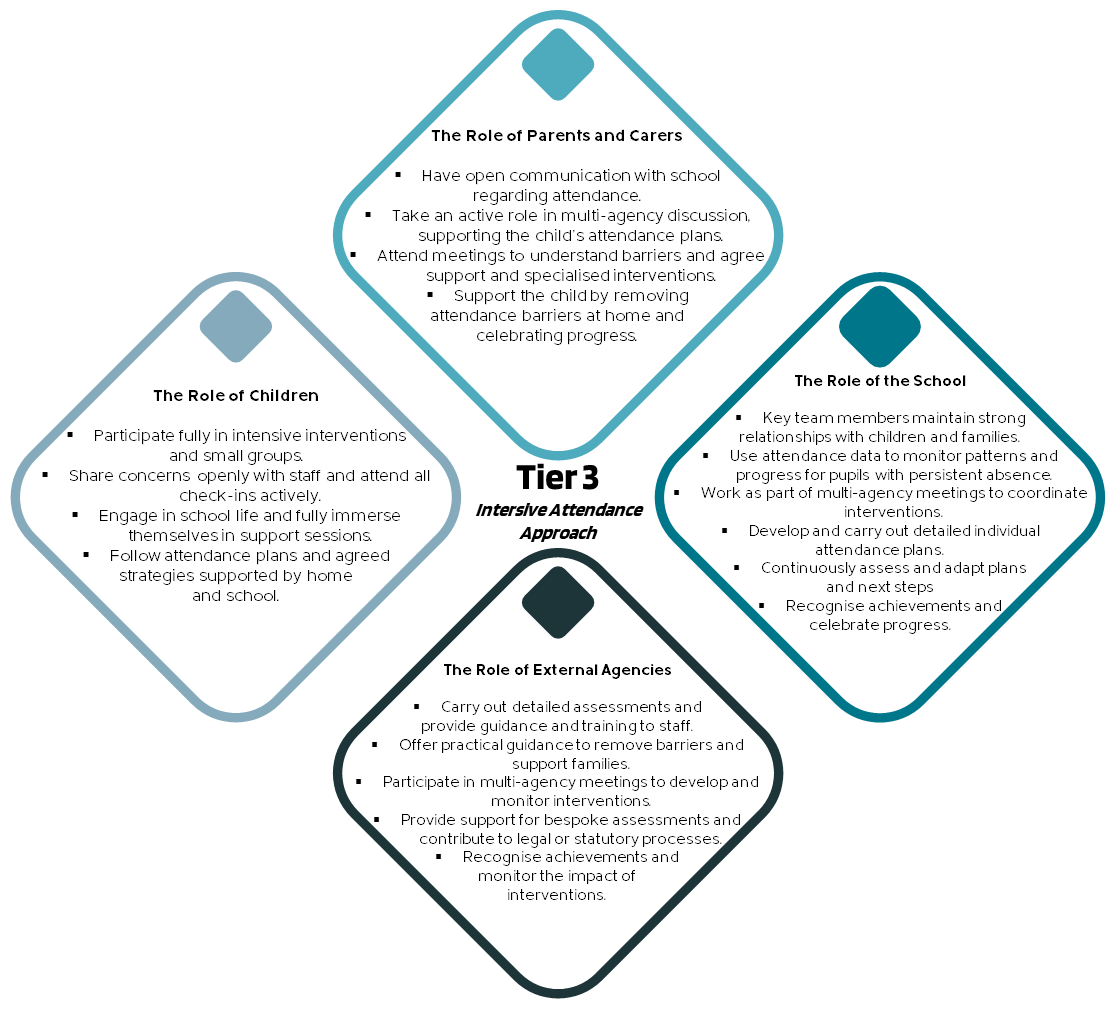 The Role of Parents and Carers
▪ Have open communication with school
regarding attendance.
▪ Take an active role in multi-agency discussion,
supporting the child's attendance plans.
▪ Attend meetings to understand barriers and agree
support and specialised interventions.
▪ Support the child by removing
attendance barriers at home and
celebrating progress.
The Role of Children
▪ Participate fully in intensive interventions
and small groups.
▪ Share concerns openly with staff and attend all
check-ins actively.
▪ Engage in school life and fully immerse
themselves in support sessions.
▪ Follow attendance plans and agreed
strategies supported by home
and school.
Tier 3
Intersive Attendance
Approach
The Role of the School
▪ Key team members maintain strong
relationships with children and families.
▪ Use attendance data to monitor patterns and
progress for pupils with persistent absence.
▪ Work as part of multi-agency meetings to coordinate
interventions.
▪ Develop and carry out detailed individual
attendance plans.
▪ Continuously assess and adapt plans
and next steps
▪ Recognise achievements and
celebrate progress.
The Role of External Agencies
▪ Carry out detailed assessments and
provide guidance and training to staff.
▪ Offer practical guidance to remove barriers and
support families.
▪ Participate in multi-agency meetings to develop and
monitor interventions.
▪ Provide support for bespoke assessments and
contribute to legal or statutory processes.
▪ Recognise achievements and
monitor the impact of
interventions.